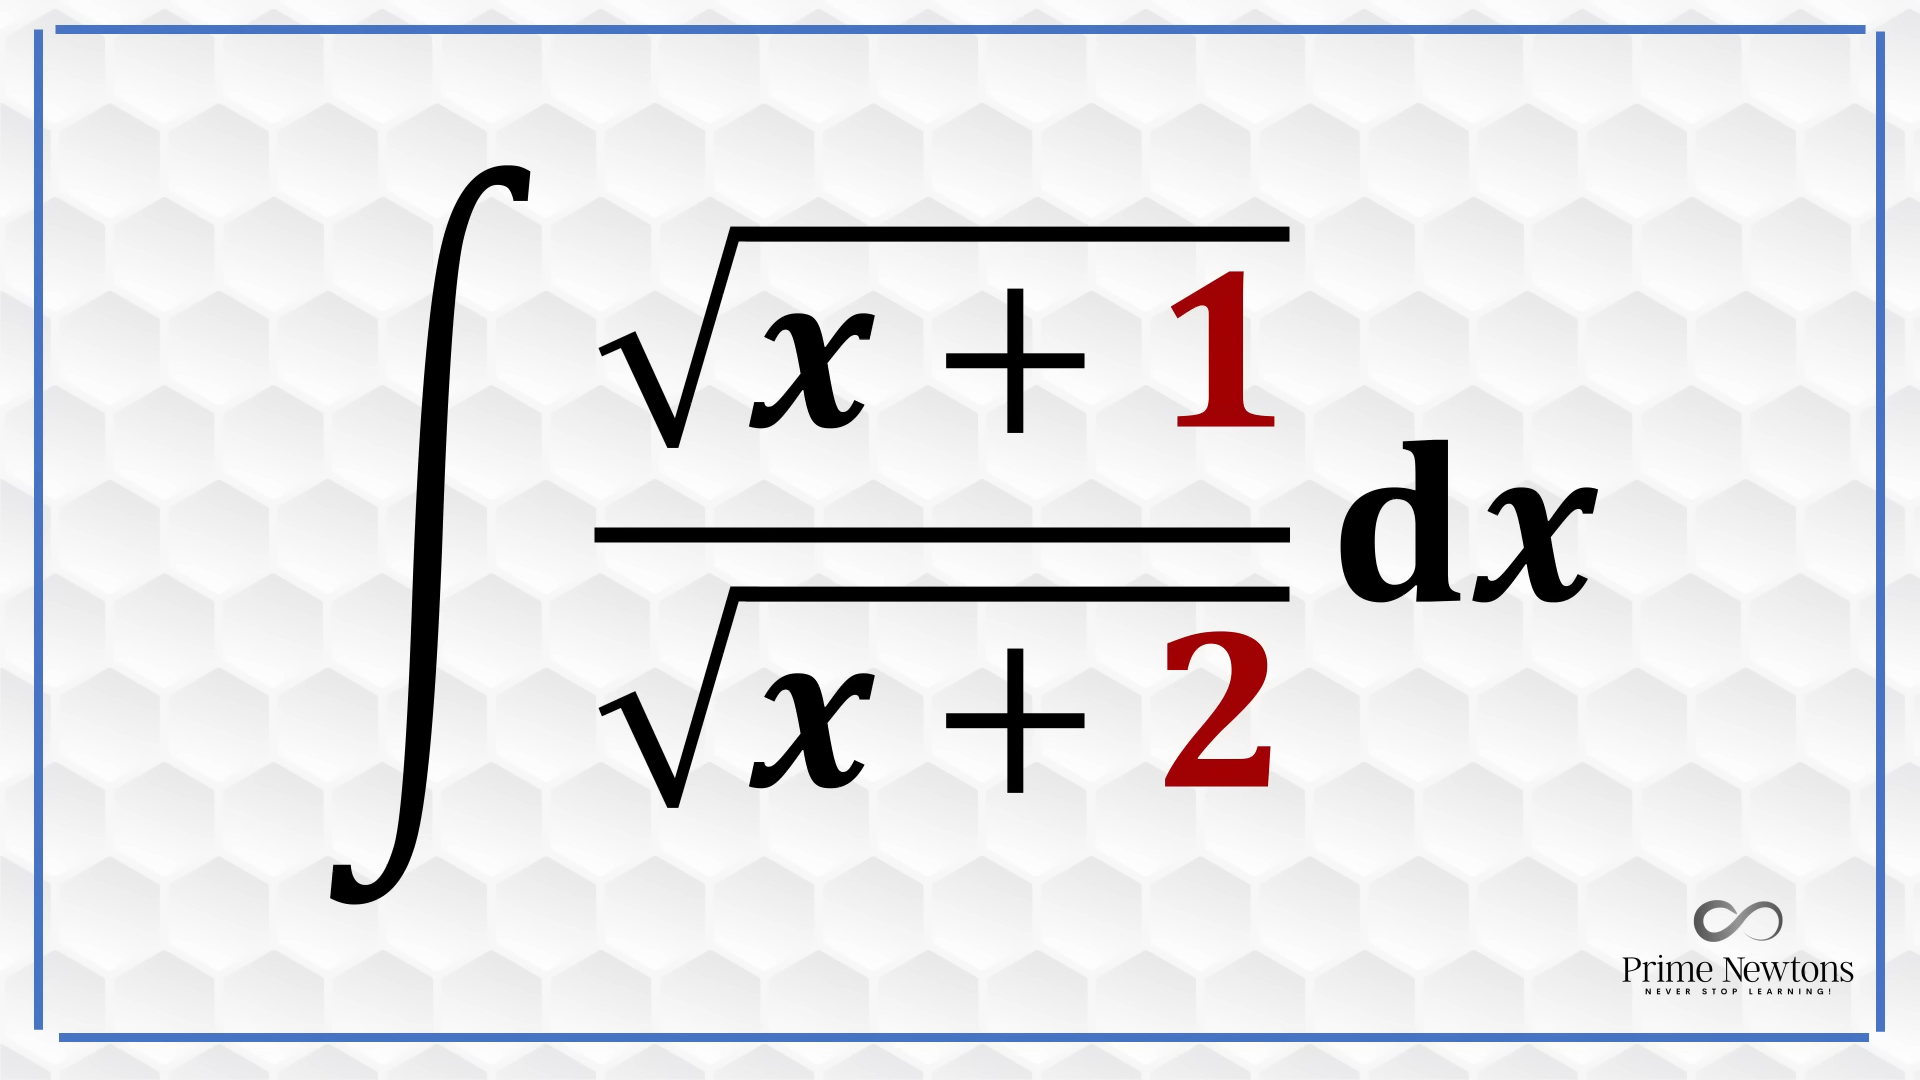 ∫ √(x + 1) / √(x + 2) dx
Prime Newtons
NEVER STOP LEARNING!